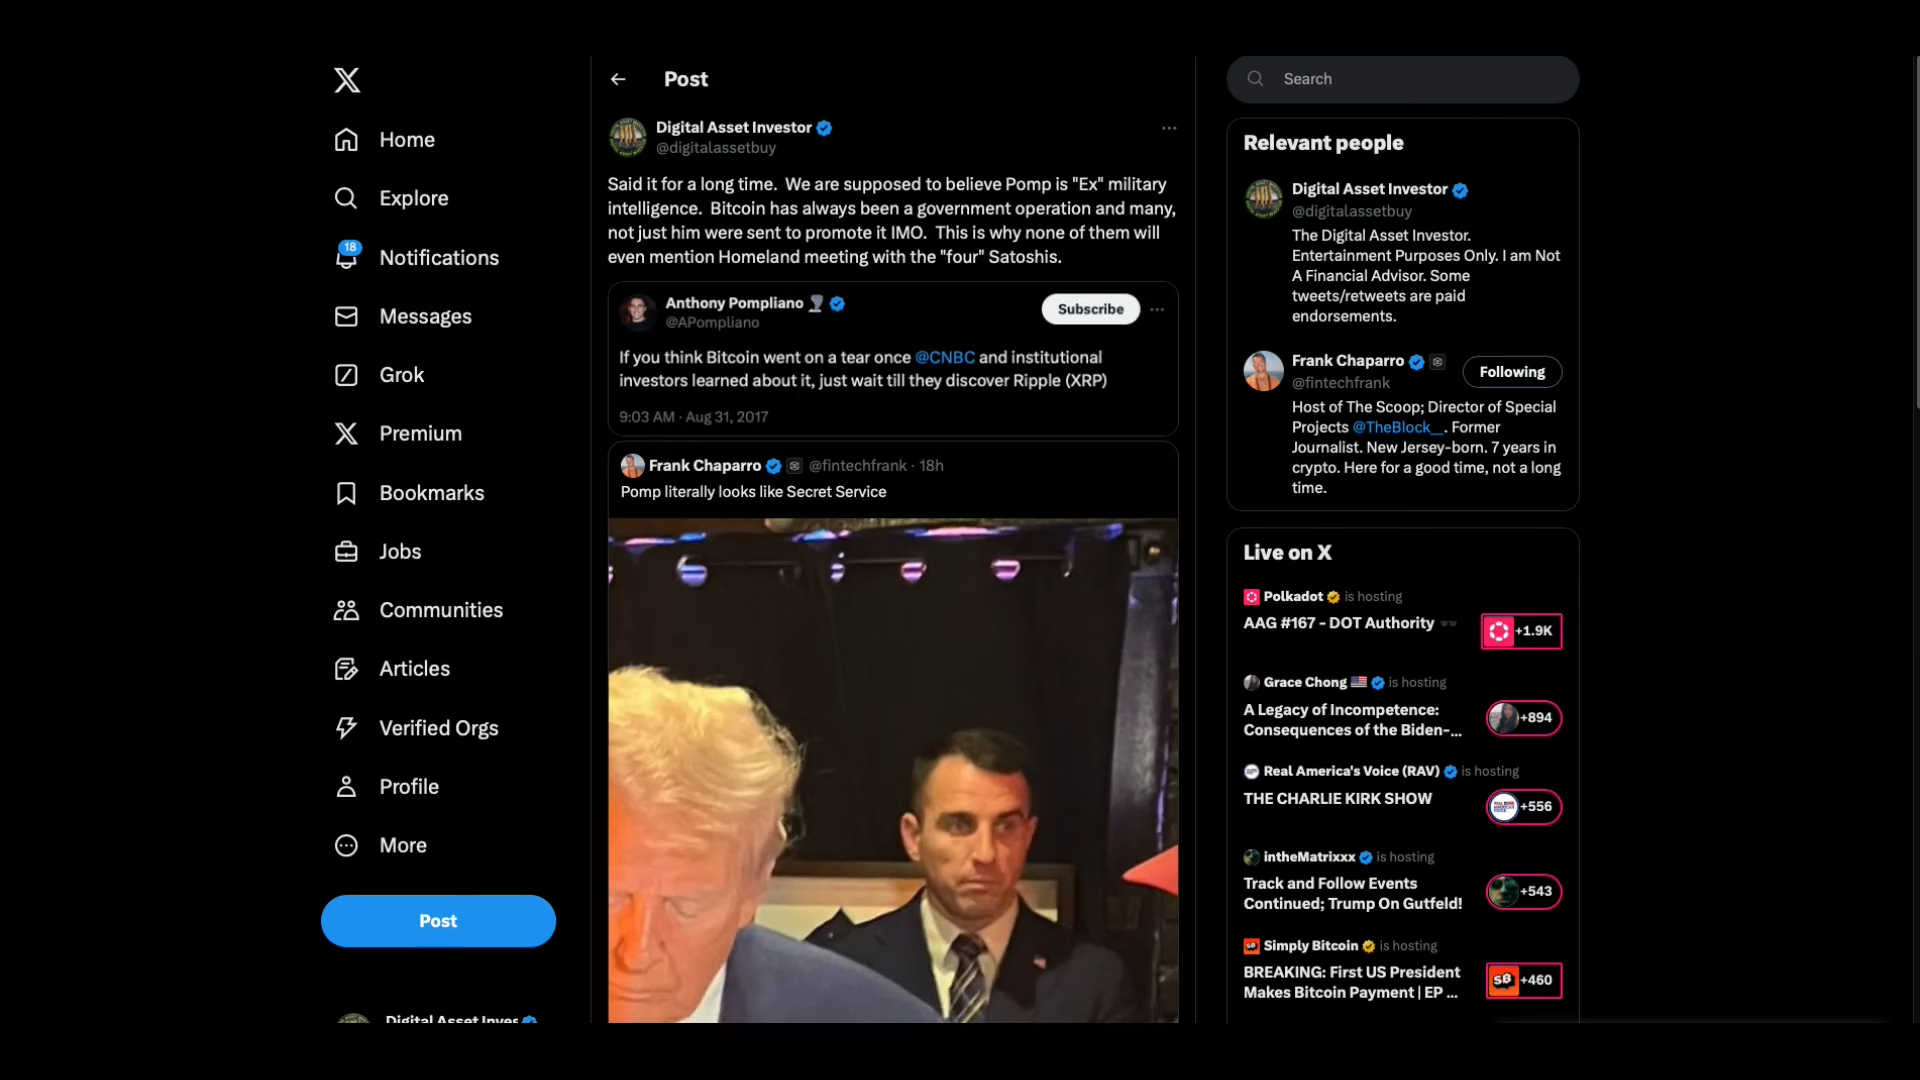 Home
Explore
18
Notifications
Messages
Grok
Premium
Bookmarks
Jobs
Communities
Articles
Verified Orgs
Profile
More
Post
Post
Digital Asset Investor
@digitalassetbuy
Said it for a long time.  We are supposed to believe Pomp is "Ex" military
intelligence.  Bitcoin has always been a government operation and many,
not just him were sent to promote it IMO.  This is why none of them will
even mention Homeland meeting with the "four" Satoshis.
Anthony Pompliano
@APompliano
Subscribe
If you think Bitcoin went on a tear once @CNBC and institutional
investors learned about it, just wait till they discover Ripple (XRP)
9:03 AM · Aug 31, 2017
Frank Chaparro @fintechfrank · 18h
Pomp literally looks like Secret Service
Search
Relevant people
Digital Asset Investor
@digitalassetbuy
The Digital Asset Investor.
Entertainment Purposes Only. I am Not
A Financial Advisor. Some
tweets/retweets are paid
endorsements.
Frank Chaparro
@fintechfrank
Following
Host of The Scoop; Director of Special
Projects @TheBlock__. Former
Journalist. New Jersey-born. 7 years in
crypto. Here for a good time, not a long
time.
Live on X
Polkadot is hosting
AAG #167 - DOT Authority
+1.9K
Grace Chong is hosting
A Legacy of Incompetence:
Consequences of the Biden-...
+894
Real America's Voice (RAV) is hosting
THE CHARLIE KIRK SHOW
+556
intheMatrixxx is hosting
Track and Follow Events
Continued; Trump On Gutfeld!
+543
Simply Bitcoin is hosting
BREAKING: First US President
Makes Bitcoin Payment | EP ...
+460